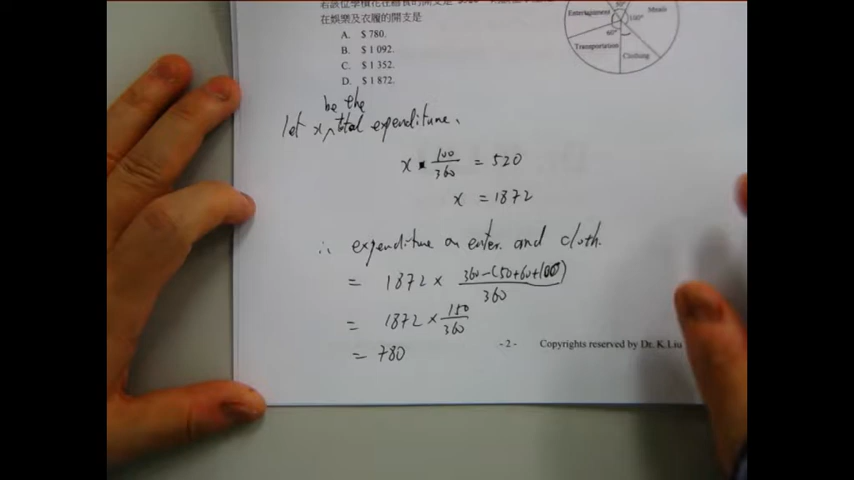 在娛樂及衣履的開支是
A. $ 780.
B. $ 1 092.
C. $ 1 352.
D. $ 1 872.
Entertainment
Meals
50°
100°
60°
Transportation
Clothing
be the
let x ^ total expenditure.
x • 100/360 = 520
x = 1872
∴ expenditure on enter. and cloth.
= 1872 × 360-(50+60+100)/360
= 1872 × 150/360
= 780
- 2 -
Copyrights reserved by Dr. K.Liu